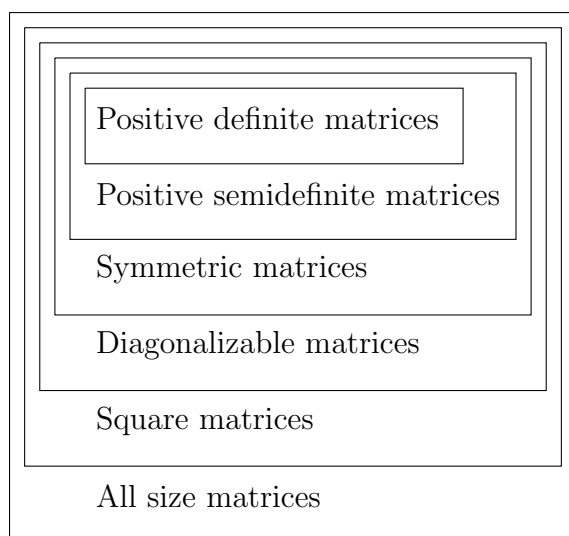 Positive definite matrices
Positive semidefinite matrices
Symmetric matrices
Diagonalizable matrices
Square matrices
All size matrices